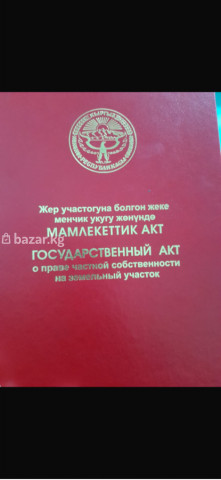 Жер участогуна болгон жеке
менчик укугу жөнүндө
МАМЛЕКЕТТИК АКТ
bazar.kg
ГОСУДАРСТВЕННЫЙ АКТ
о праве частной собственности
на земельный участок